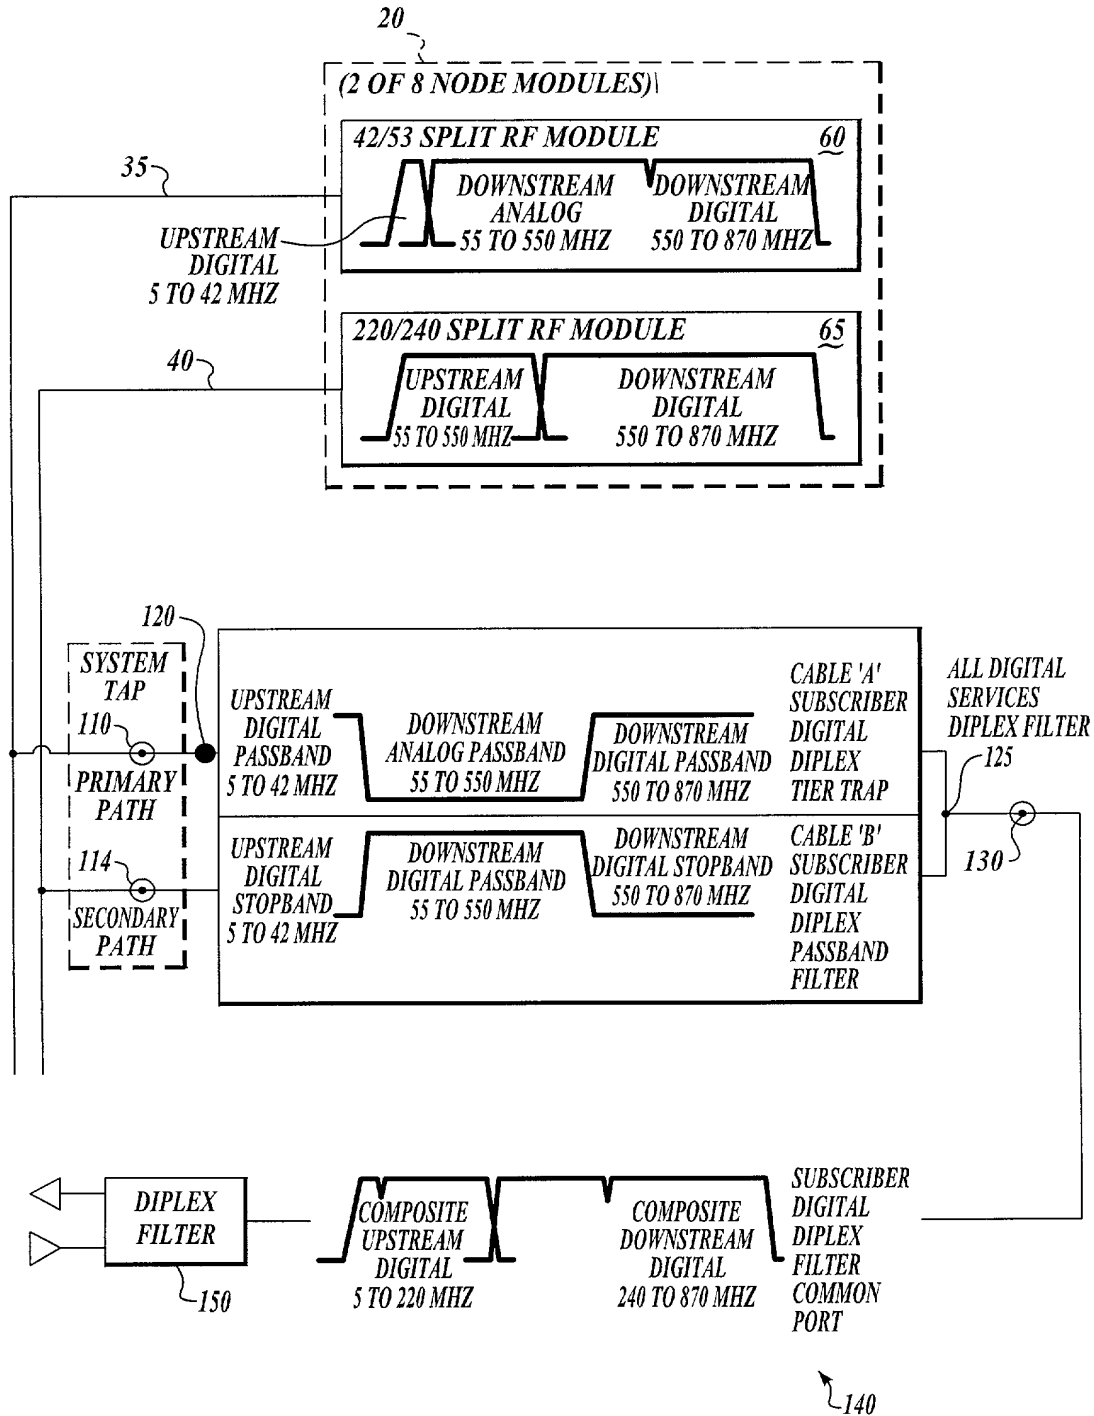 20
(2 OF 8 NODE MODULES)
42/53 SPLIT RF MODULE
60
35
DOWNSTREAM
ANALOG
55 TO 550 MHZ
DOWNSTREAM
DIGITAL
550 TO 870 MHZ
UPSTREAM
DIGITAL
5 TO 42 MHZ
220/240 SPLIT RF MODULE
65
40
UPSTREAM
DIGITAL
55 TO 550 MHZ
DOWNSTREAM
DIGITAL
550 TO 870 MHZ
120
SYSTEM
TAP
110
PRIMARY
PATH
114
SECONDARY
PATH
UPSTREAM
DIGITAL
PASSBAND
5 TO 42 MHZ
DOWNSTREAM
ANALOG PASSBAND
55 TO 550 MHZ
DOWNSTREAM
DIGITAL PASSBAND
550 TO 870 MHZ
CABLE 'A'
SUBSCRIBER
DIGITAL
DIPLEX
TIER TRAP
ALL DIGITAL
SERVICES
DIPLEX FILTER
125
130
UPSTREAM
DIGITAL
STOPBAND
5 TO 42 MHZ
DOWNSTREAM
DIGITAL PASSBAND
55 TO 550 MHZ
DOWNSTREAM
DIGITAL STOPBAND
550 TO 870 MHZ
CABLE 'B'
SUBSCRIBER
DIGITAL
DIPLEX
PASSBAND
FILTER
DIPLEX
FILTER
150
COMPOSITE
UPSTREAM
DIGITAL
5 TO 220 MHZ
COMPOSITE
DOWNSTREAM
DIGITAL
240 TO 870 MHZ
SUBSCRIBER
DIGITAL
DIPLEX
FILTER
COMMON
PORT
140